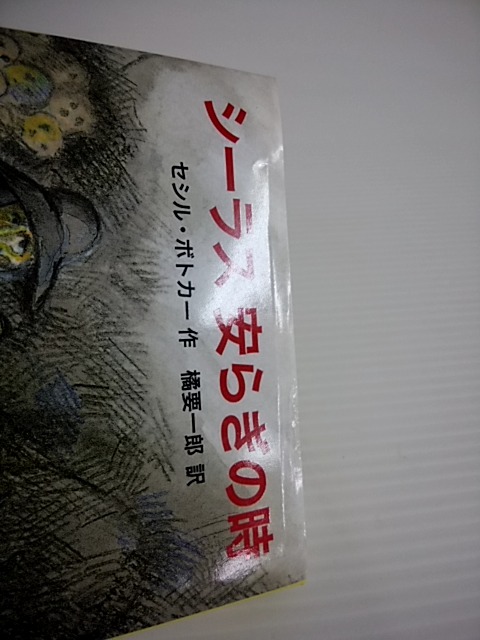 シーラス 安らぎの時
セシル・ボトカー 作　橘要一郎 訳